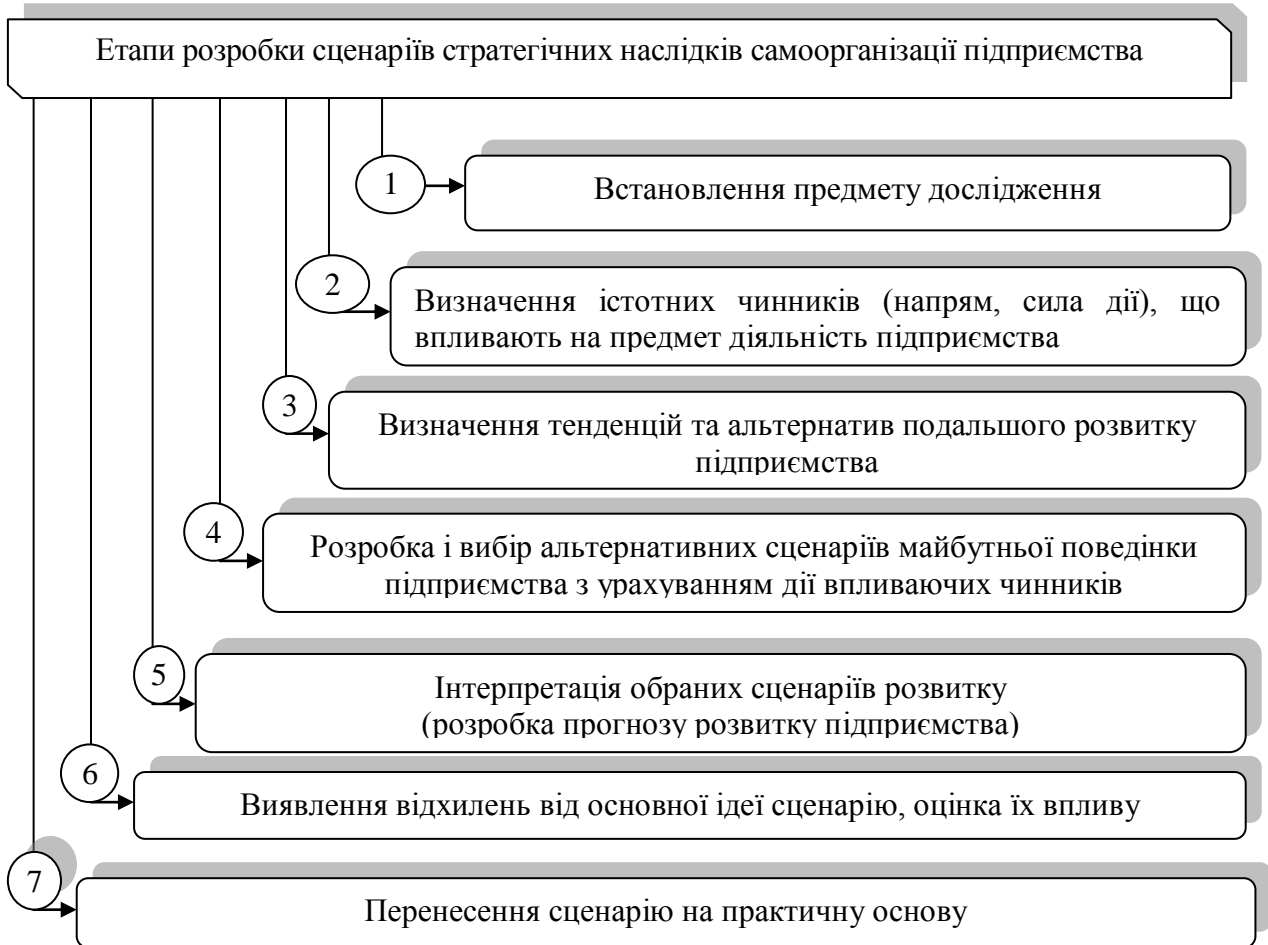 Етапи розробки сценаріїв стратегічних наслідків самоорганізації підприємства
1
Встановлення предмету дослідження
2
Визначення істотних чинників (напрям, сила дії), що
впливають на предмет діяльність підприємства
3
Визначення тенденцій та альтернатив подальшого розвитку
підприємства
4
Розробка і вибір альтернативних сценаріїв майбутньої поведінки
підприємства з урахуванням дії впливаючих чинників
5
Інтерпретація обраних сценаріїв розвитку
(розробка прогнозу розвитку підприємства)
6
Виявлення відхилень від основної ідеї сценарію, оцінка їх впливу
7
Перенесення сценарію на практичну основу